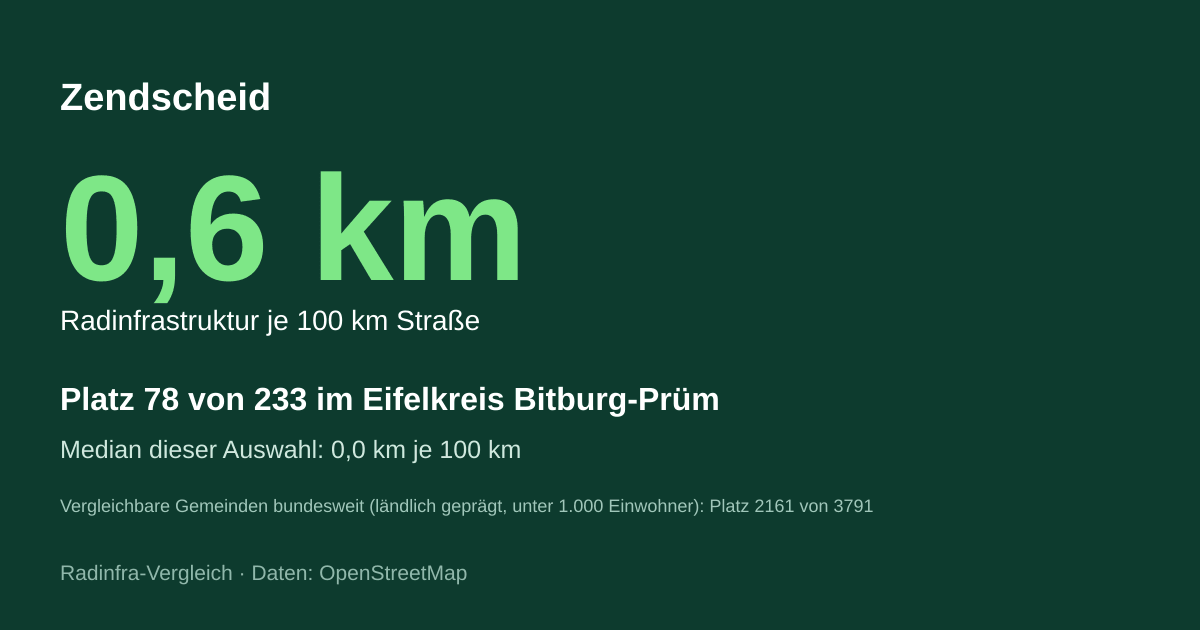 Zendscheid
0,6 km
Radinfrastruktur je 100 km Straße
Platz 78 von 233 im Eifelkreis Bitburg-Prüm
Median dieser Auswahl: 0,0 km je 100 km
Vergleichbare Gemeinden bundesweit (ländlich geprägt, unter 1.000 Einwohner): Platz 2161 von 3791
Radinfra-Vergleich · Daten: OpenStreetMap